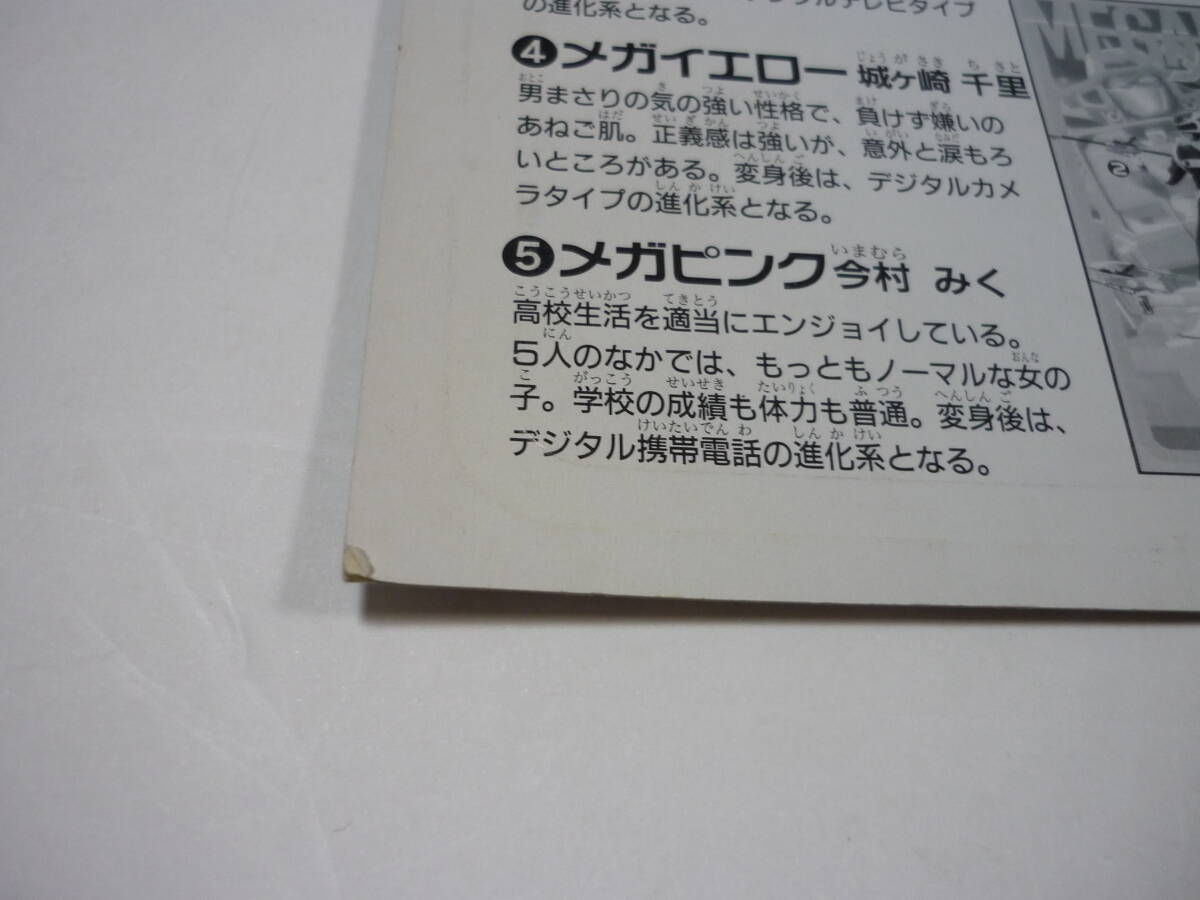 の進化系となる。
❹メガイエロー 城ヶ崎 千里
男まさりの気の強い性格で、負けず嫌いの
あねご肌。正義感は強いが、意外と涙もろ
いところがある。変身後は、デジタルカメ
ラタイプの進化系となる。
❺メガピンク 今村 みく
高校生活を適当にエンジョイしている。
5人のなかでは、もっともノーマルな女の
子。学校の成績も体力も普通。変身後は、
デジタル携帯電話の進化系となる。
❷